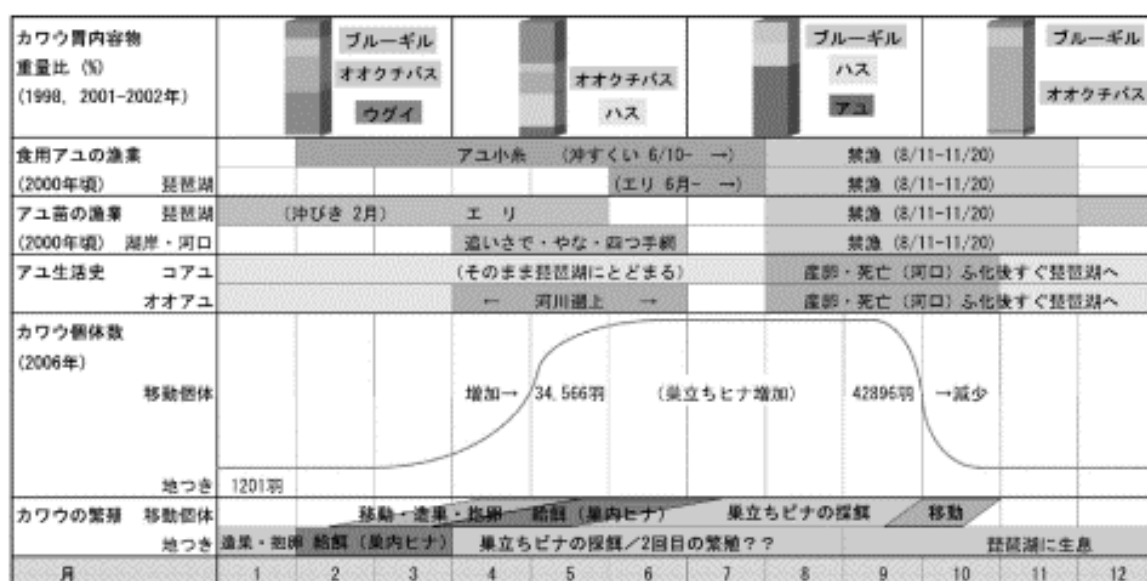 カワウ胃内容物
重量比 (%)
(1998, 2001-2002年)
ブルーギル
オオクチバス
ウグイ
オオクチバス
ハス
ブルーギル
ハス
アユ
ブルーギル
オオクチバス
食用アユの漁業
アユ小糸 (沖すくい 6/10- →)
禁漁 (8/11-11/20)
(2000年頃) 琵琶湖
(エリ 6月- →)
禁漁 (8/11-11/20)
アユ苗の漁業 琵琶湖
(沖びき 2月) エ リ
禁漁 (8/11-11/20)
(2000年頃) 湖岸・河口
追いさで・やな・四つ手網
禁漁 (8/11-11/20)
アユ生活史 コアユ
(そのまま琵琶湖にとどまる)
産卵・死亡 (河口) ふ化後すぐ琵琶湖へ
オオアユ
← 河川遡上 →
産卵・死亡 (河口) ふ化後すぐ琵琶湖へ
カワウ個体数
(2006年)
移動個体
増加→ 34,566羽 (巣立ちヒナ増加) 42896羽 →減少
地つき 1201羽
カワウの繁殖 移動個体
移動・造巣・抱卵 給餌 (巣内ヒナ) 巣立ちヒナの採餌 移動
地つき 造巣・抱卵 給餌 (巣内ヒナ) 巣立ちヒナの採餌/2回目の繁殖?? 琵琶湖に生息
月 1 2 3 4 5 6 7 8 9 10 11 12